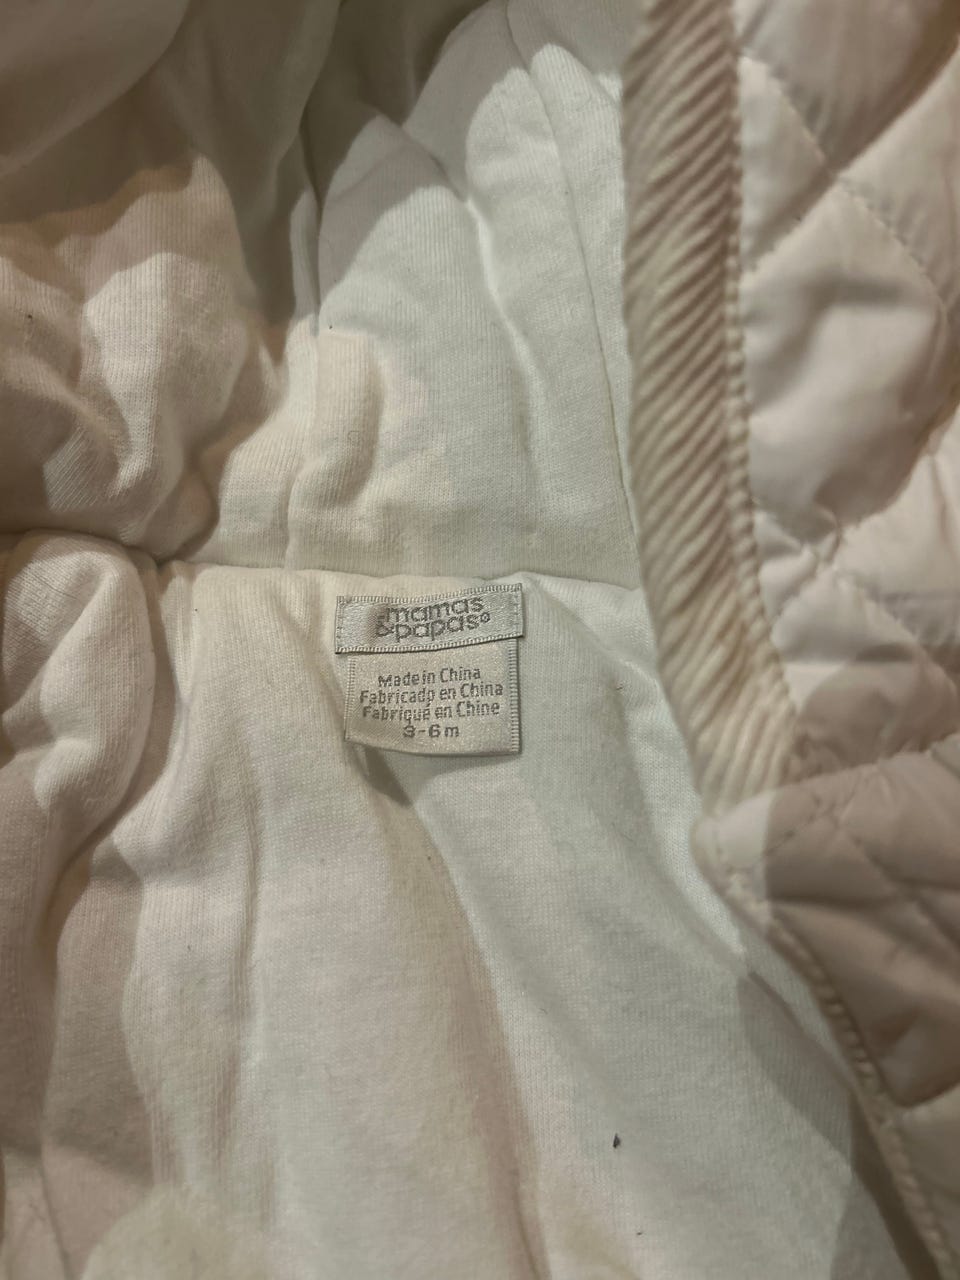 mamas
&papas®
Made in China
Fabricado en China
Fabriqué en Chine
3-6m